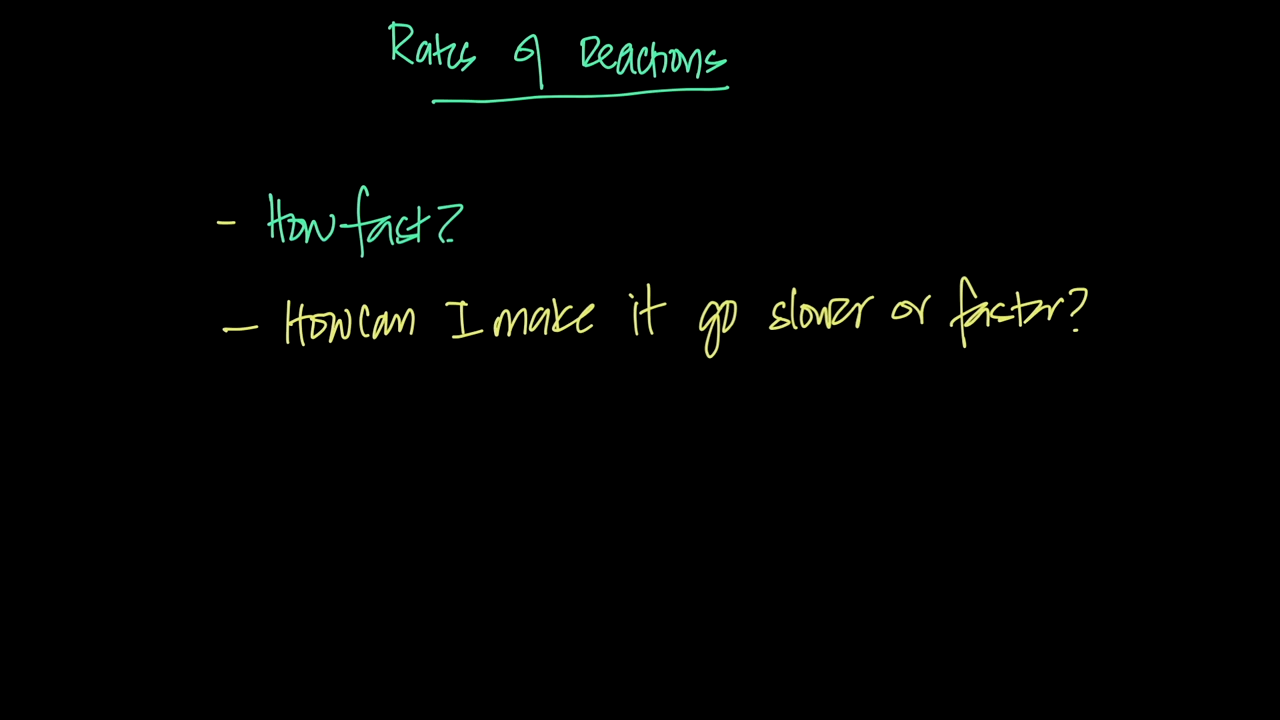 Rates of Reactions
- How fast?
- How can I make it go slower or faster?